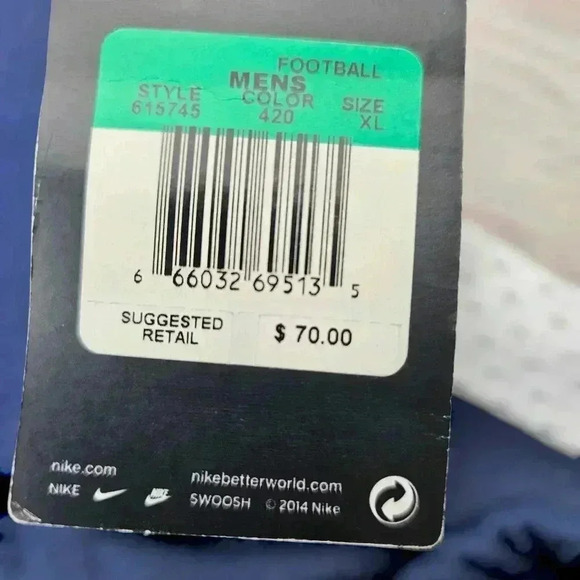 FOOTBALL
MENS
STYLE COLOR SIZE
615745 420 XL
6 66032 69513 5
SUGGESTED
RETAIL
$ 70.00
nike.com nikebetterworld.com
NIKE NIKE SWOOSH © 2014 Nike